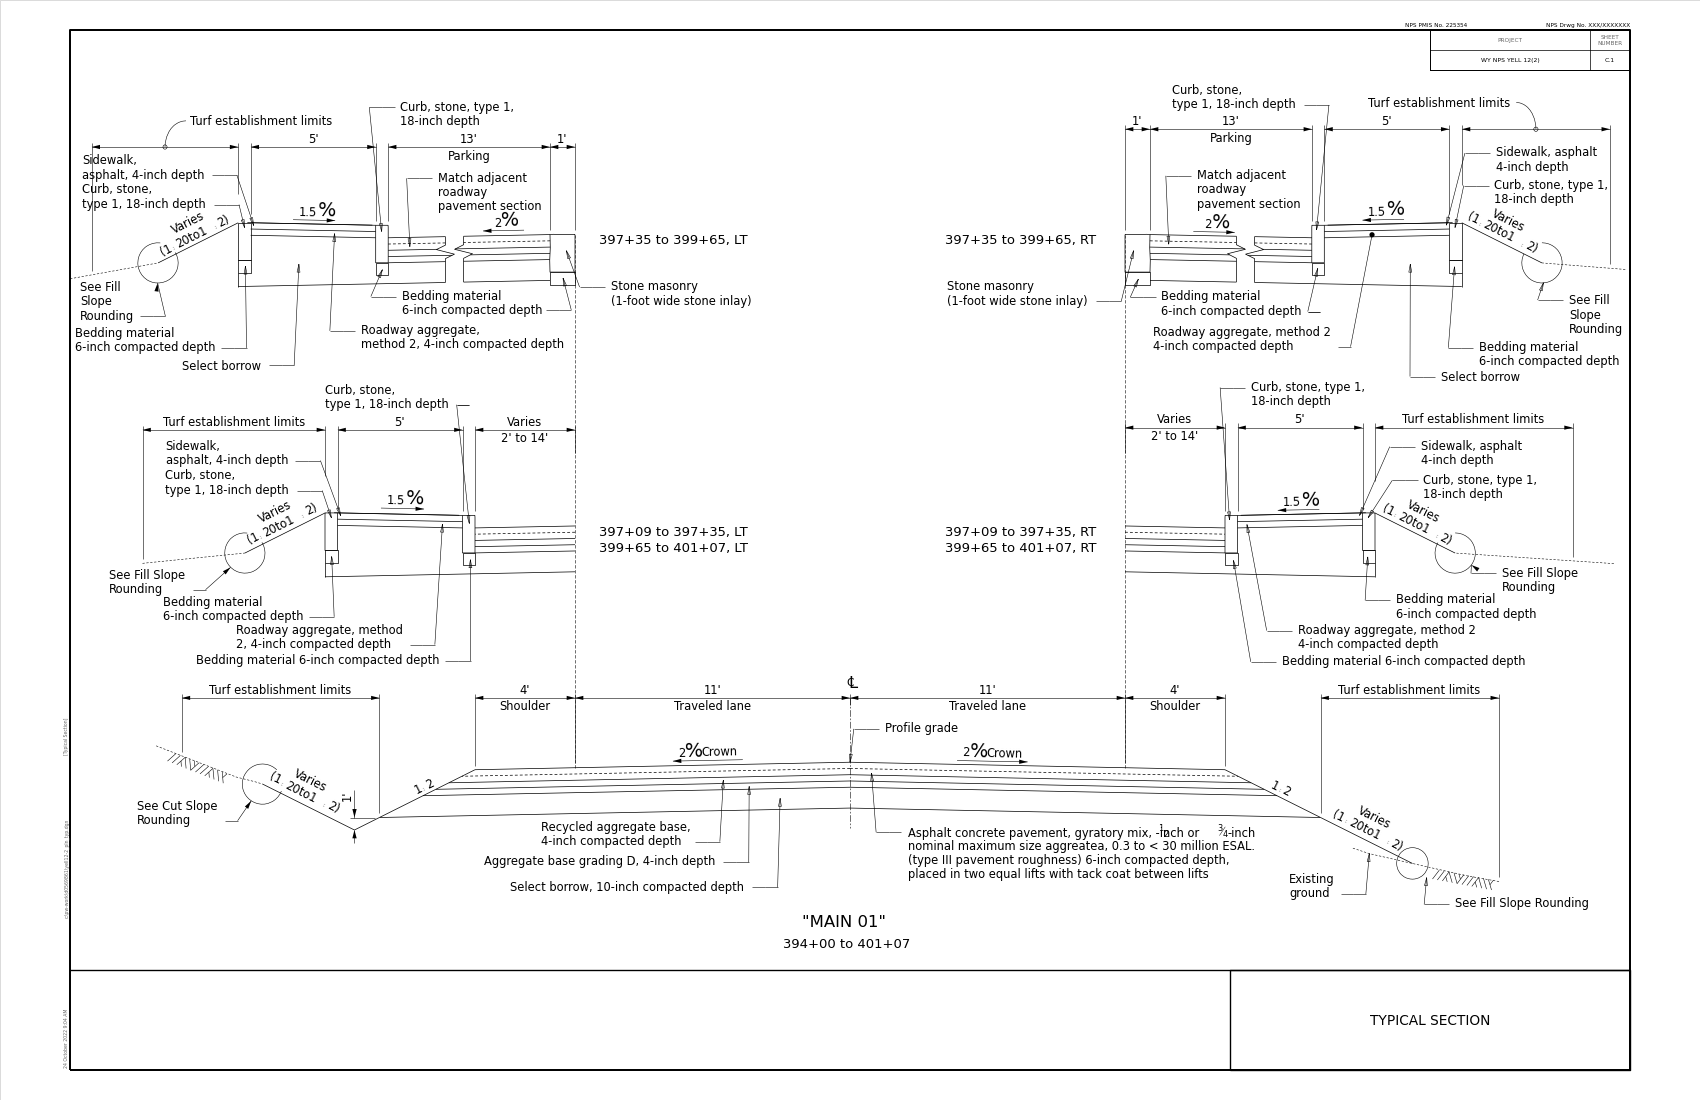 NPS PMIS No. 225354
NPS Drwg No. XXX/XXXXXXX
PROJECT
SHEET
NUMBER
WY NPS YELL 12(2)
C.1
Turf establishment limits
Curb, stone, type 1,
18-inch depth
5'
13'
1'
Parking
Sidewalk,
asphalt, 4-inch depth
Curb, stone,
type 1, 18-inch depth
Match adjacent
roadway
pavement section
Varies
(1: 20to1 : 2)
1.5 %
2%
397+35 to 399+65, LT
See Fill
Slope
Rounding
Stone masonry
(1-foot wide stone inlay)
Bedding material
6-inch compacted depth
Roadway aggregate,
method 2, 4-inch compacted depth
Bedding material
6-inch compacted depth
Select borrow
Curb, stone,
type 1, 18-inch depth
Turf establishment limits
1'
13'
5'
Parking
Match adjacent
roadway
pavement section
Sidewalk, asphalt
4-inch depth
Curb, stone, type 1,
18-inch depth
Varies
(1: 20to1 : 2)
1.5 %
2%
397+35 to 399+65, RT
Stone masonry
(1-foot wide stone inlay)
Bedding material
6-inch compacted depth
See Fill
Slope
Rounding
Roadway aggregate, method 2
4-inch compacted depth
Bedding material
6-inch compacted depth
Select borrow
Curb, stone,
type 1, 18-inch depth
Turf establishment limits
5'
Varies
2' to 14'
Sidewalk,
asphalt, 4-inch depth
Curb, stone,
type 1, 18-inch depth
Varies
(1: 20to1 : 2)
1.5 %
397+09 to 397+35, LT
399+65 to 401+07, LT
See Fill Slope
Rounding
Bedding material
6-inch compacted depth
Roadway aggregate, method
2, 4-inch compacted depth
Bedding material 6-inch compacted depth
Curb, stone, type 1,
18-inch depth
Varies
2' to 14'
5'
Turf establishment limits
Sidewalk, asphalt
4-inch depth
Curb, stone, type 1,
18-inch depth
1.5 %
Varies
(1: 20to1 : 2)
397+09 to 397+35, RT
399+65 to 401+07, RT
See Fill Slope
Rounding
Bedding material
6-inch compacted depth
Roadway aggregate, method 2
4-inch compacted depth
Bedding material 6-inch compacted depth
℄
Turf establishment limits
4'
Shoulder
11'
Traveled lane
11'
Traveled lane
4'
Shoulder
Turf establishment limits
Profile grade
2%Crown
2%Crown
Varies
(1: 20to1 : 2)
1'
1: 2
1: 2
Varies
(1: 20to1 : 2)
See Cut Slope
Rounding
Recycled aggregate base,
4-inch compacted depth
Aggregate base grading D, 4-inch depth
Select borrow, 10-inch compacted depth
Asphalt concrete pavement, gyratory mix, ½-inch or ¾-inch
nominal maximum size aggreatea, 0.3 to < 30 million ESAL.
(type III pavement roughness) 6-inch compacted depth,
placed in two equal lifts with tack coat between lifts
Existing
ground
See Fill Slope Rounding
"MAIN 01"
394+00 to 401+07
TYPICAL SECTION
[Typical Section]
24 October 2022 9:04 AM